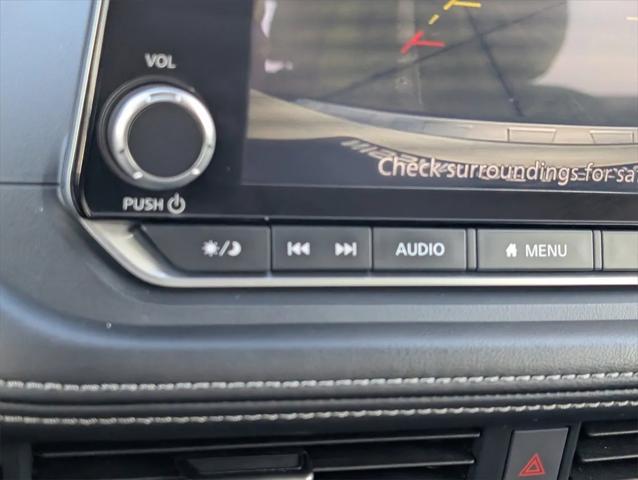 VOL
Check surroundings for sa
PUSH
AUDIO
MENU